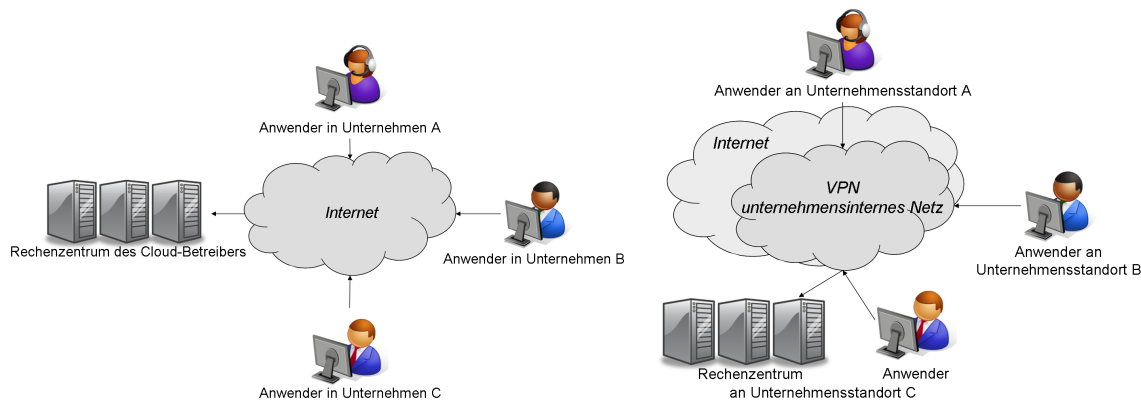 Anwender in Unternehmen A
Internet
Rechenzentrum des Cloud-Betreibers
Anwender in Unternehmen B
Anwender in Unternehmen C
Anwender an Unternehmensstandort A
Internet
VPN
unternehmensinternes Netz
Anwender an
Unternehmensstandort B
Rechenzentrum
an Unternehmensstandort C
Anwender